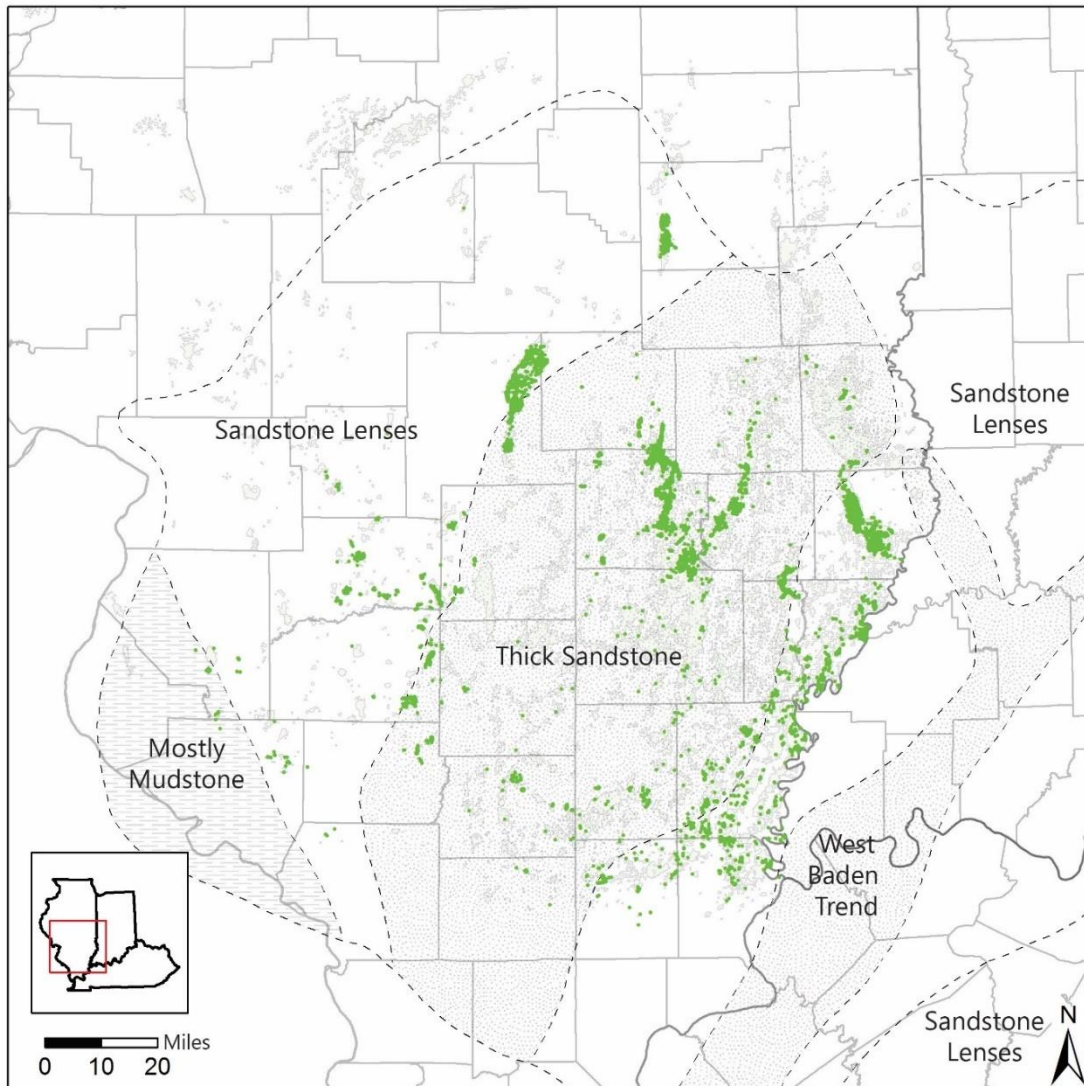 Sandstone
Lenses
Sandstone Lenses
Thick Sandstone
Mostly
Mudstone
West
Baden
Trend
Sandstone
Lenses
N
Miles
0 10 20